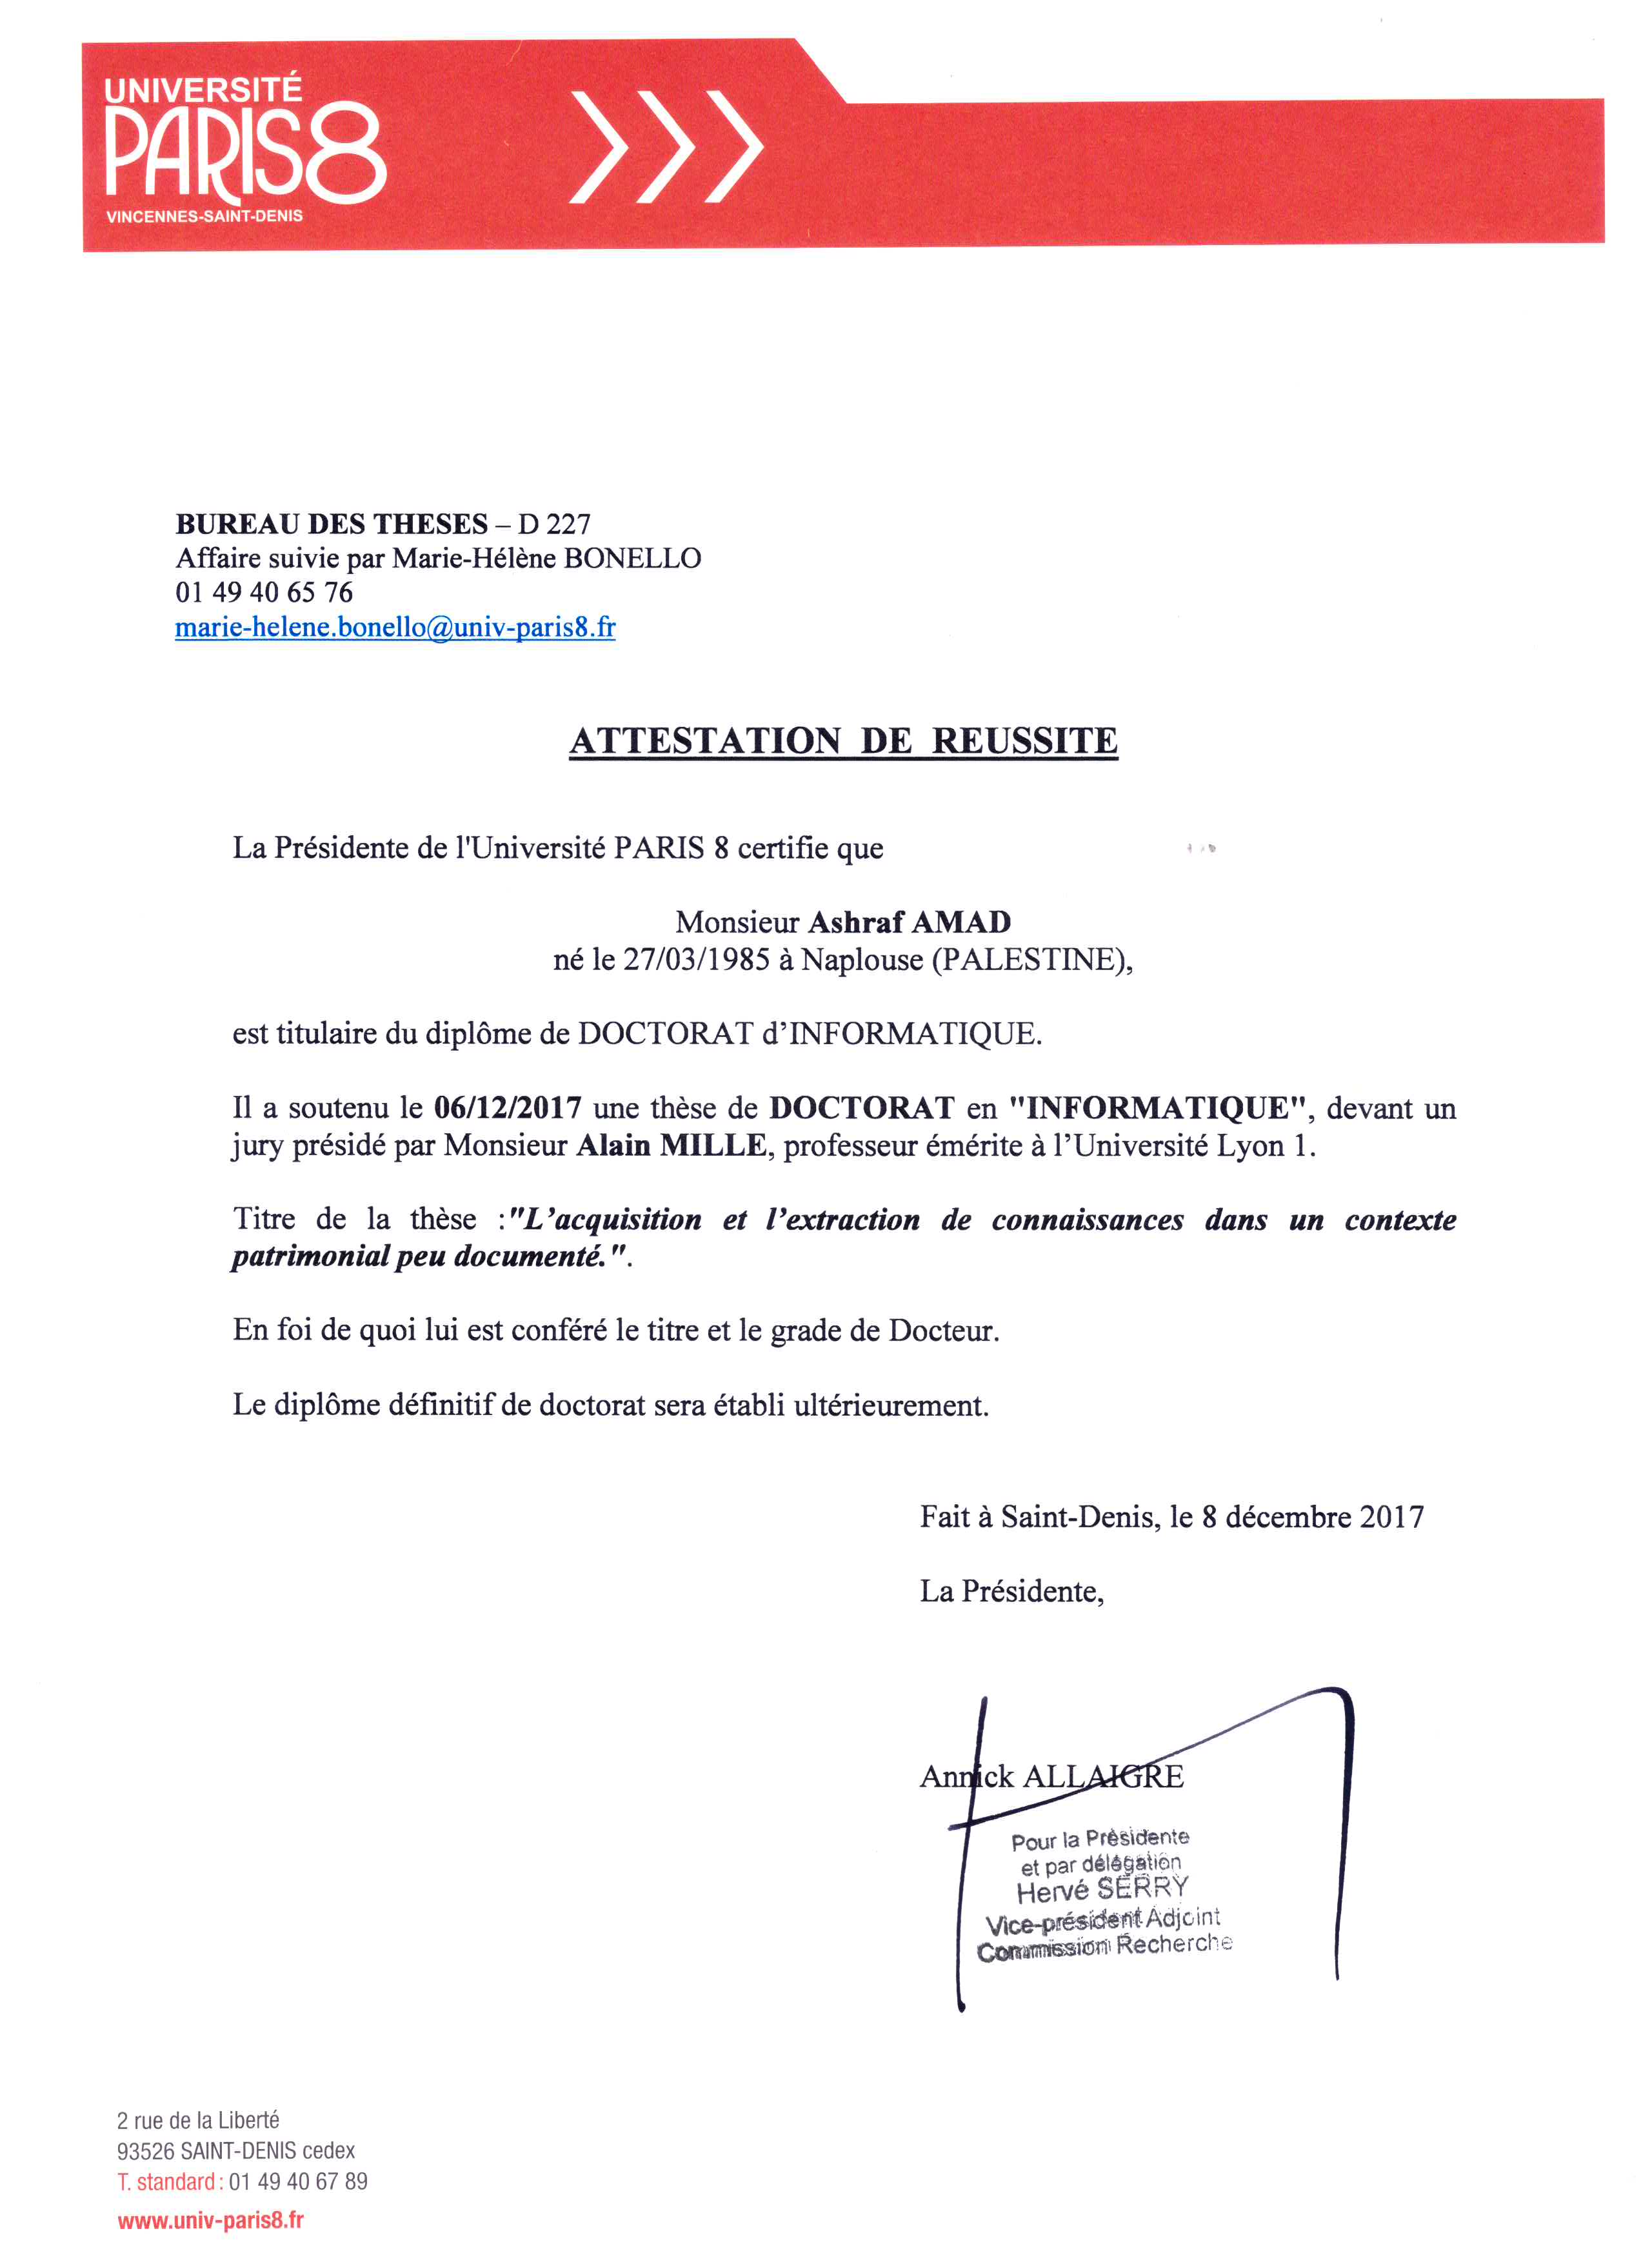 UNIVERSITÉ
PARIS8
VINCENNES-SAINT-DENIS
BUREAU DES THESES – D 227
Affaire suivie par Marie-Hélène BONELLO
01 49 40 65 76
marie-helene.bonello@univ-paris8.fr
ATTESTATION DE REUSSITE
La Présidente de l'Université PARIS 8 certifie que
Monsieur Ashraf AMAD
né le 27/03/1985 à Naplouse (PALESTINE),
est titulaire du diplôme de DOCTORAT d’INFORMATIQUE.
Il a soutenu le 06/12/2017 une thèse de DOCTORAT en "INFORMATIQUE", devant un
jury présidé par Monsieur Alain MILLE, professeur émérite à l’Université Lyon 1.
Titre de la thèse :"L’acquisition et l’extraction de connaissances dans un contexte
patrimonial peu documenté.".
En foi de quoi lui est conféré le titre et le grade de Docteur.
Le diplôme définitif de doctorat sera établi ultérieurement.
Fait à Saint-Denis, le 8 décembre 2017
La Présidente,
Annick ALLAIGRE
Pour la Présidente
et par délégation
Hervé SERRY
Vice-président Adjoint
Commission Recherche
2 rue de la Liberté
93526 SAINT-DENIS cedex
T. standard : 01 49 40 67 89
www.univ-paris8.fr